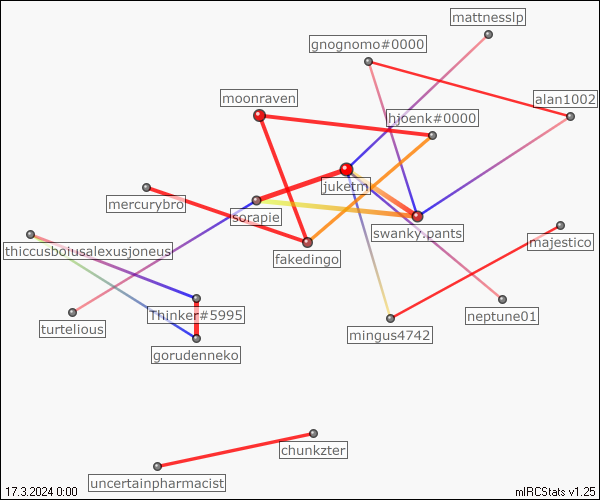 mattnesslp
gnognomo#0000
moonraven
alan1002
hjoenk#0000
juketm
mercurybro
sorapie
swanky.pants
majestico
thiccusboiusalexusjoneus
fakedingo
Thinker#5995
turtelious
neptune01
mingus4742
gorudenneko
chunkzter
uncertainpharmacist
17.3.2024 0:00
mIRCStats v1.25